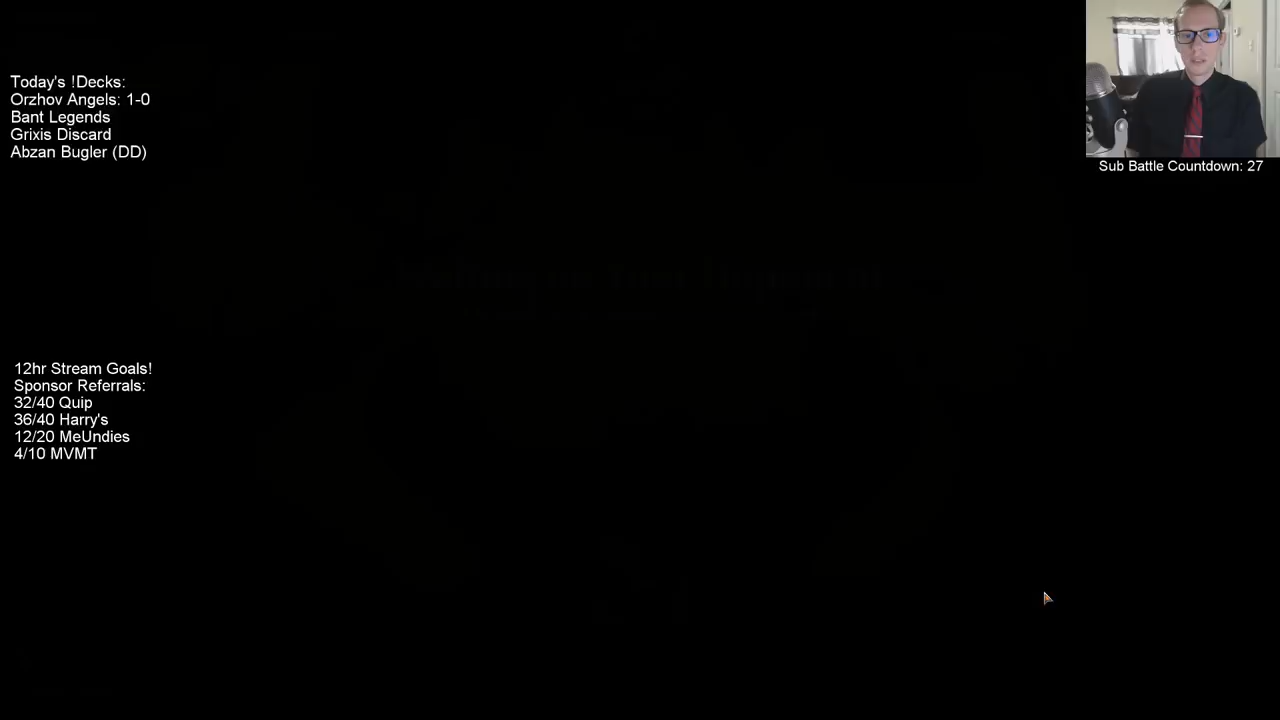 Today's !Decks:
Orzhov Angels: 1-0
Bant Legends
Grixis Discard
Abzan Bugler (DD)
Sub Battle Countdown: 27
12hr Stream Goals!
Sponsor Referrals:
32/40 Quip
36/40 Harry's
12/20 MeUndies
4/10 MVMT